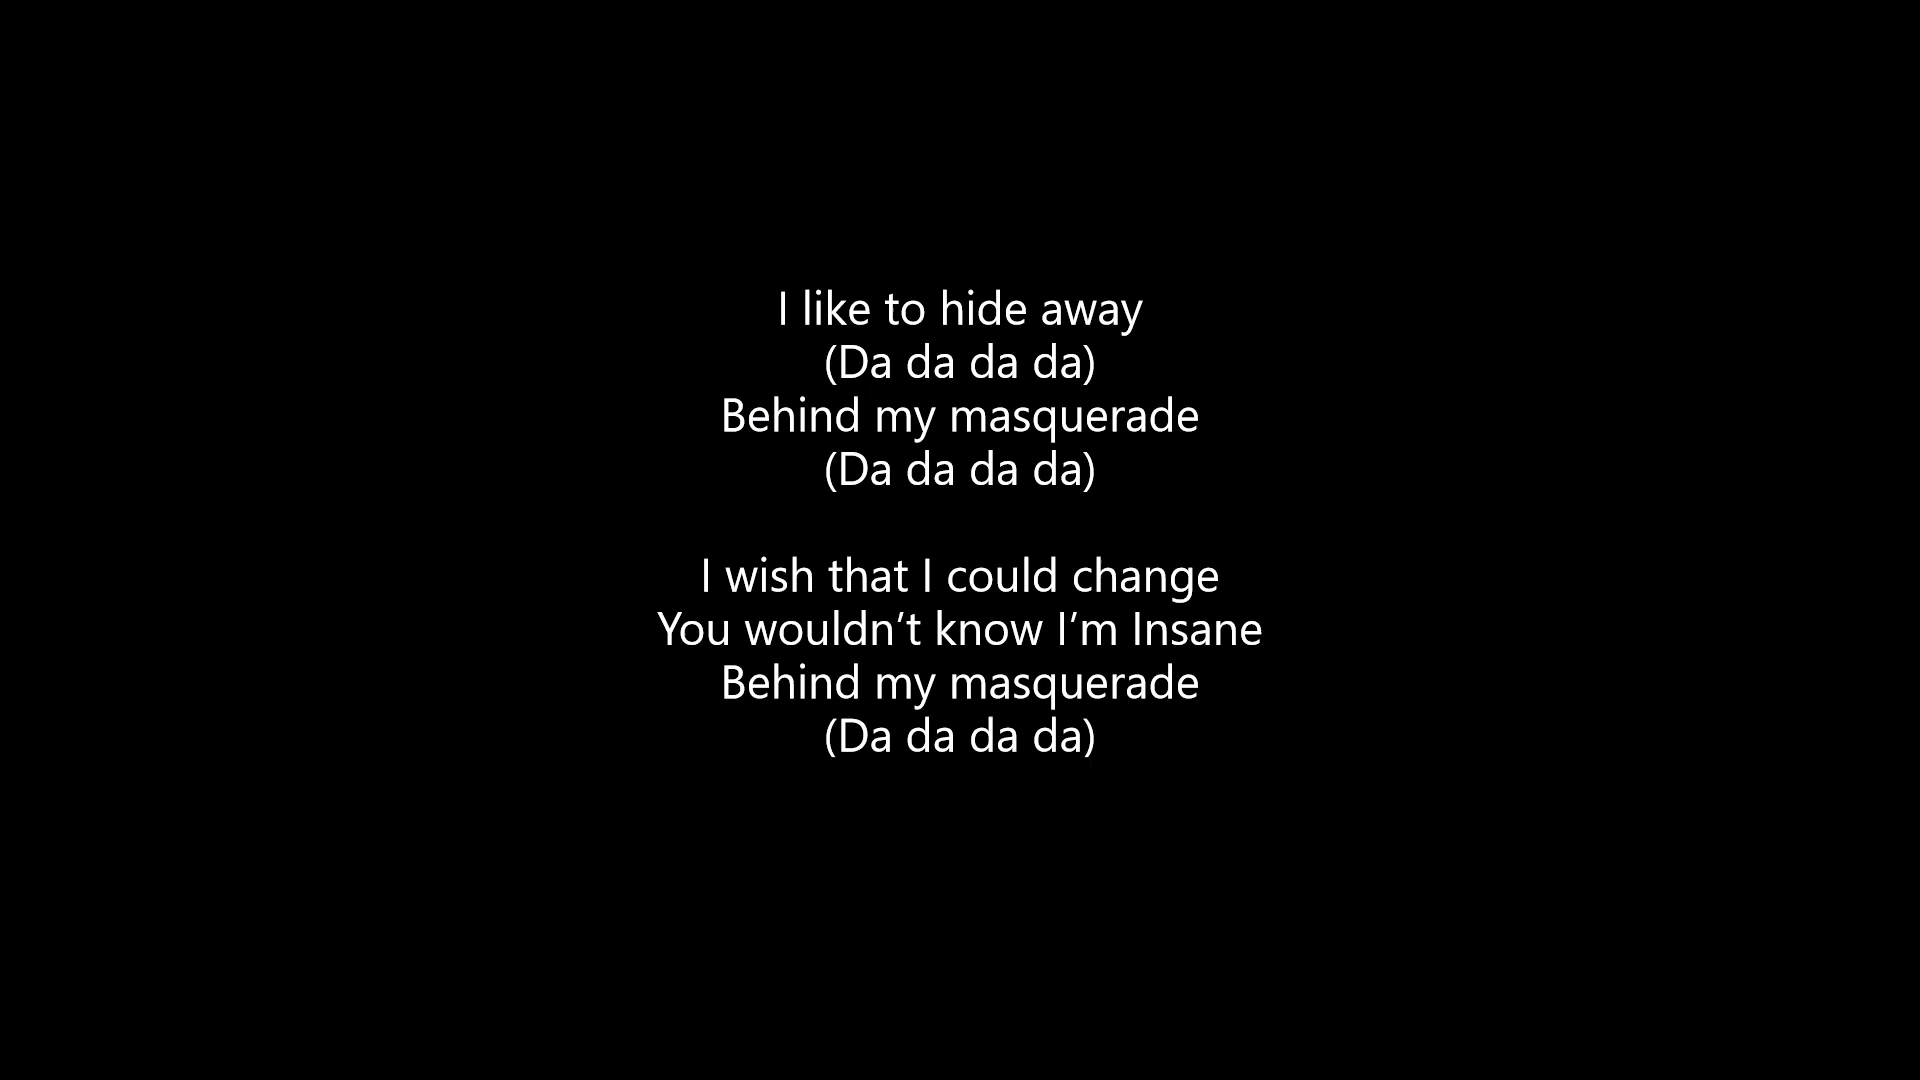 I like to hide away
(Da da da da)
Behind my masquerade
(Da da da da)

I wish that I could change
You wouldn’t know I’m Insane
Behind my masquerade
(Da da da da)